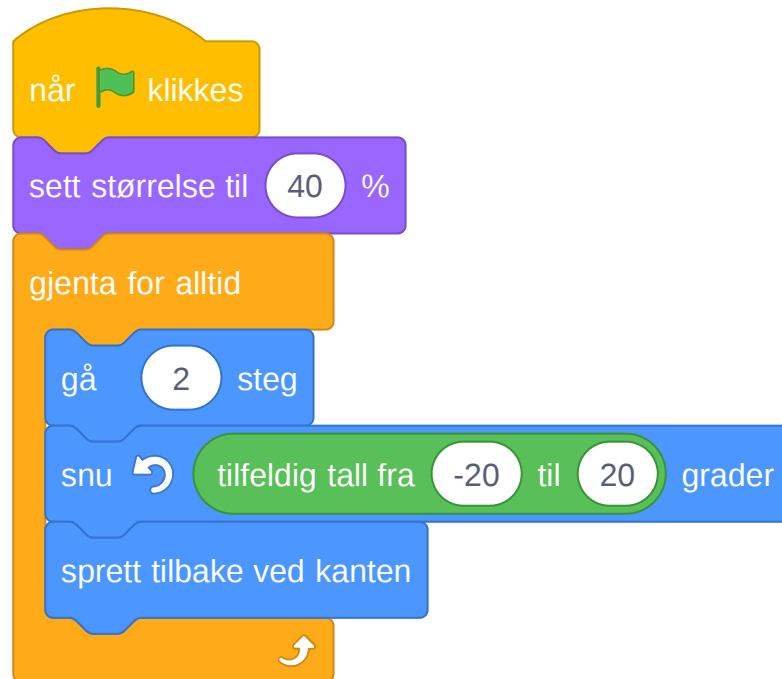 når klikkes
sett størrelse til 40 %
gjenta for alltid
gå 2 steg
snu tilfeldig tall fra -20 til 20 grader
sprett tilbake ved kanten